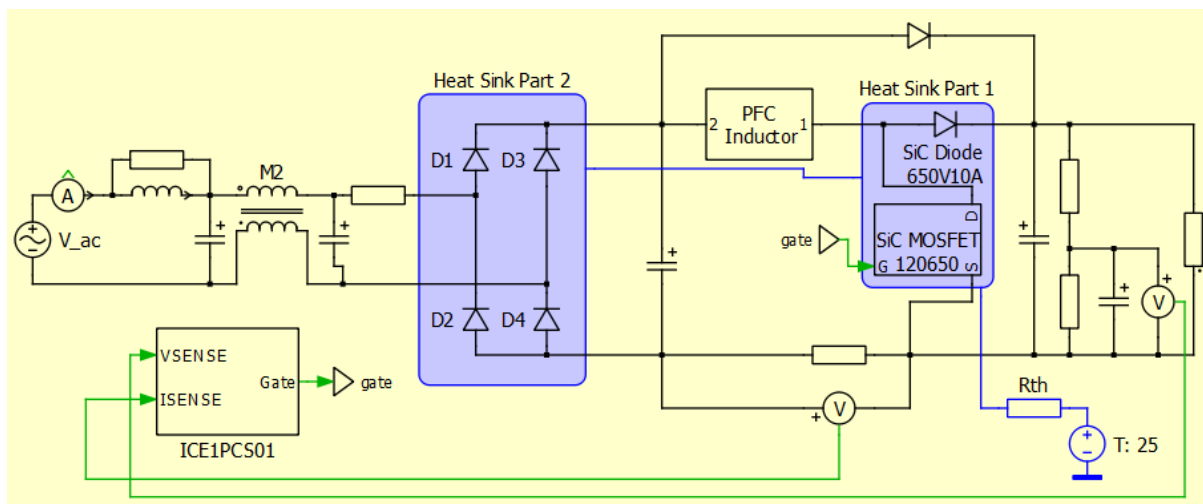 Heat Sink Part 2
Heat Sink Part 1
2
PFC
Inductor
1
D1
D3
SiC Diode
650V10A
M2
A
V_ac
D
gate
SiC MOSFET
G
120650
S
V
D2
D4
VSENSE
Gate
gate
ISENSE
ICE1PCS01
V
Rth
T: 25